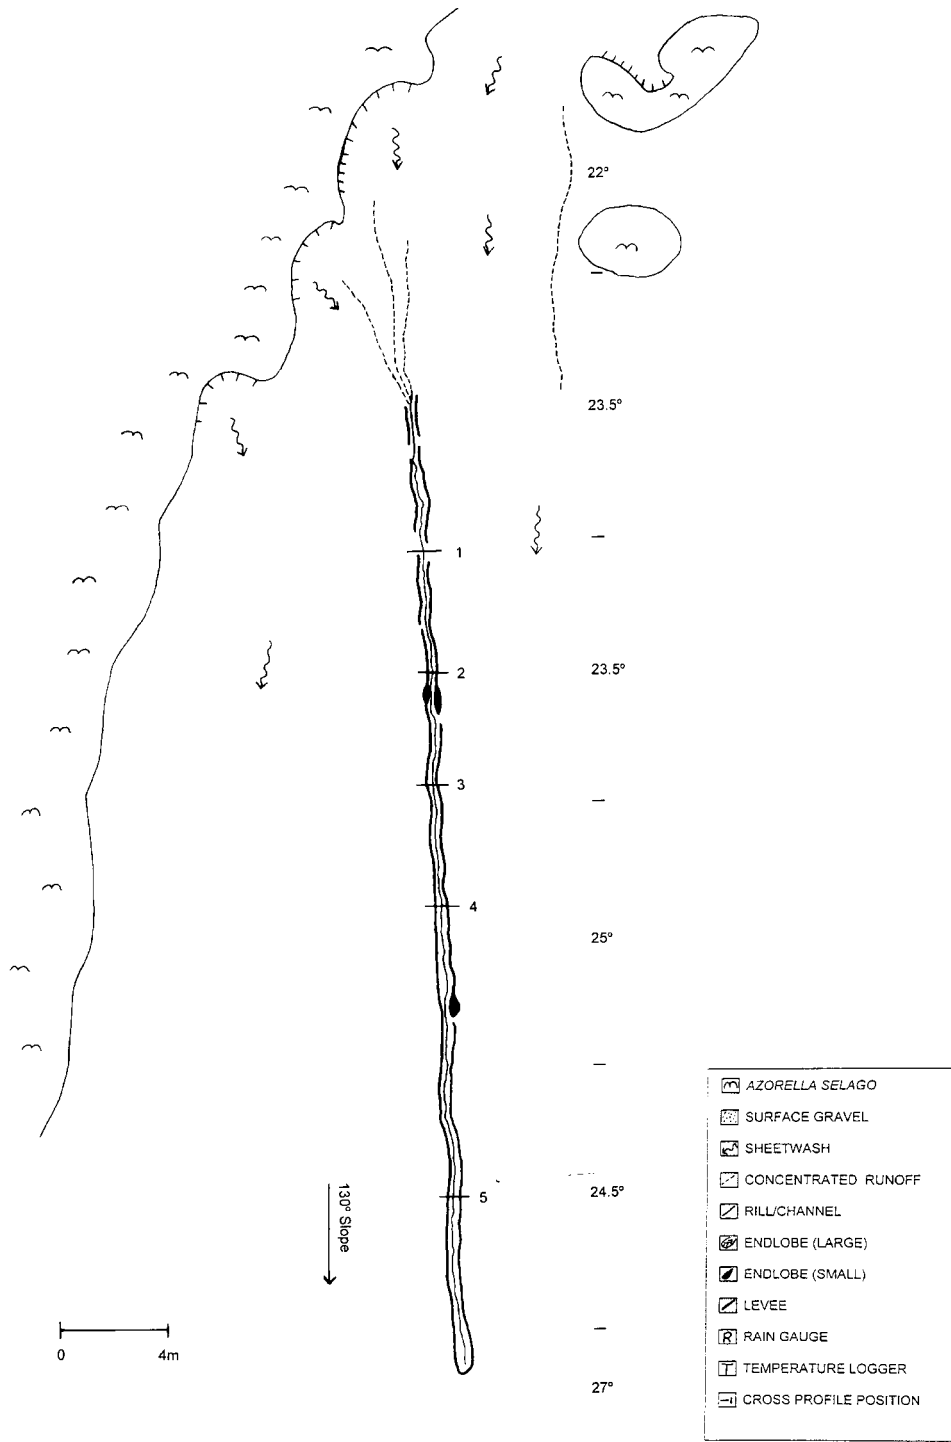 22°
23.5°
1
2
23.5°
3
4
25°
5
24.5°
130° Slope
0 4m
27°
AZORELLA SELAGO
SURFACE GRAVEL
SHEETWASH
CONCENTRATED RUNOFF
RILL/CHANNEL
ENDLOBE (LARGE)
ENDLOBE (SMALL)
LEVEE
R RAIN GAUGE
T TEMPERATURE LOGGER
CROSS PROFILE POSITION